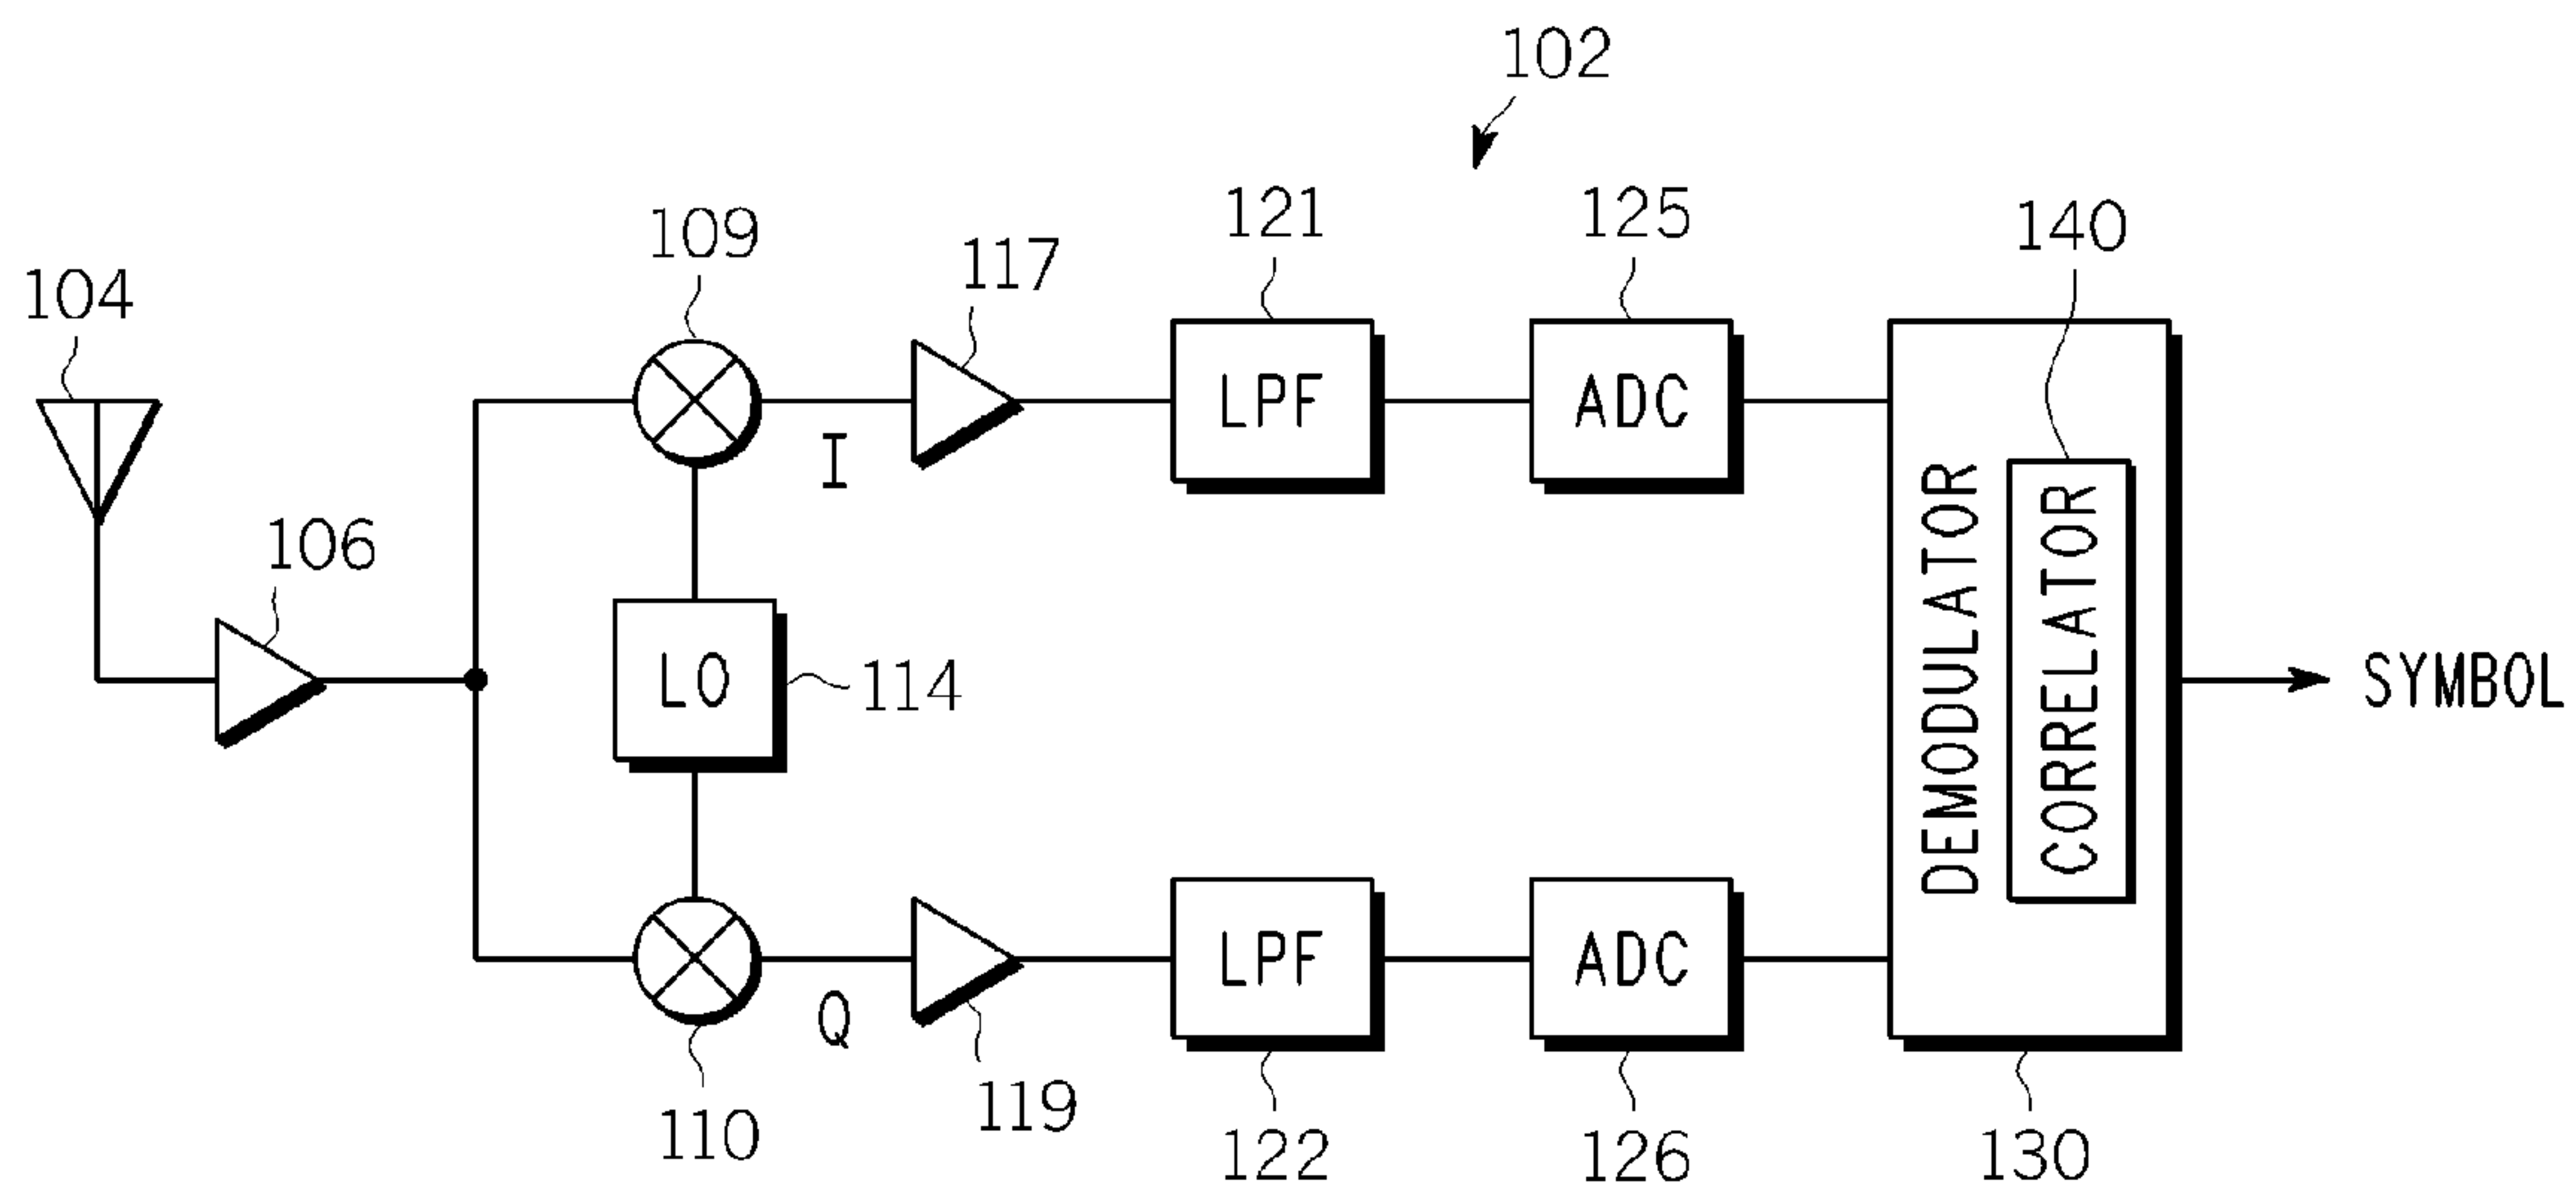 102
104
106
109
117
121
125
140
I
LPF
ADC
LO
114
DEMODULATOR
CORRELATOR
SYMBOL
Q
LPF
ADC
110
119
122
126
130